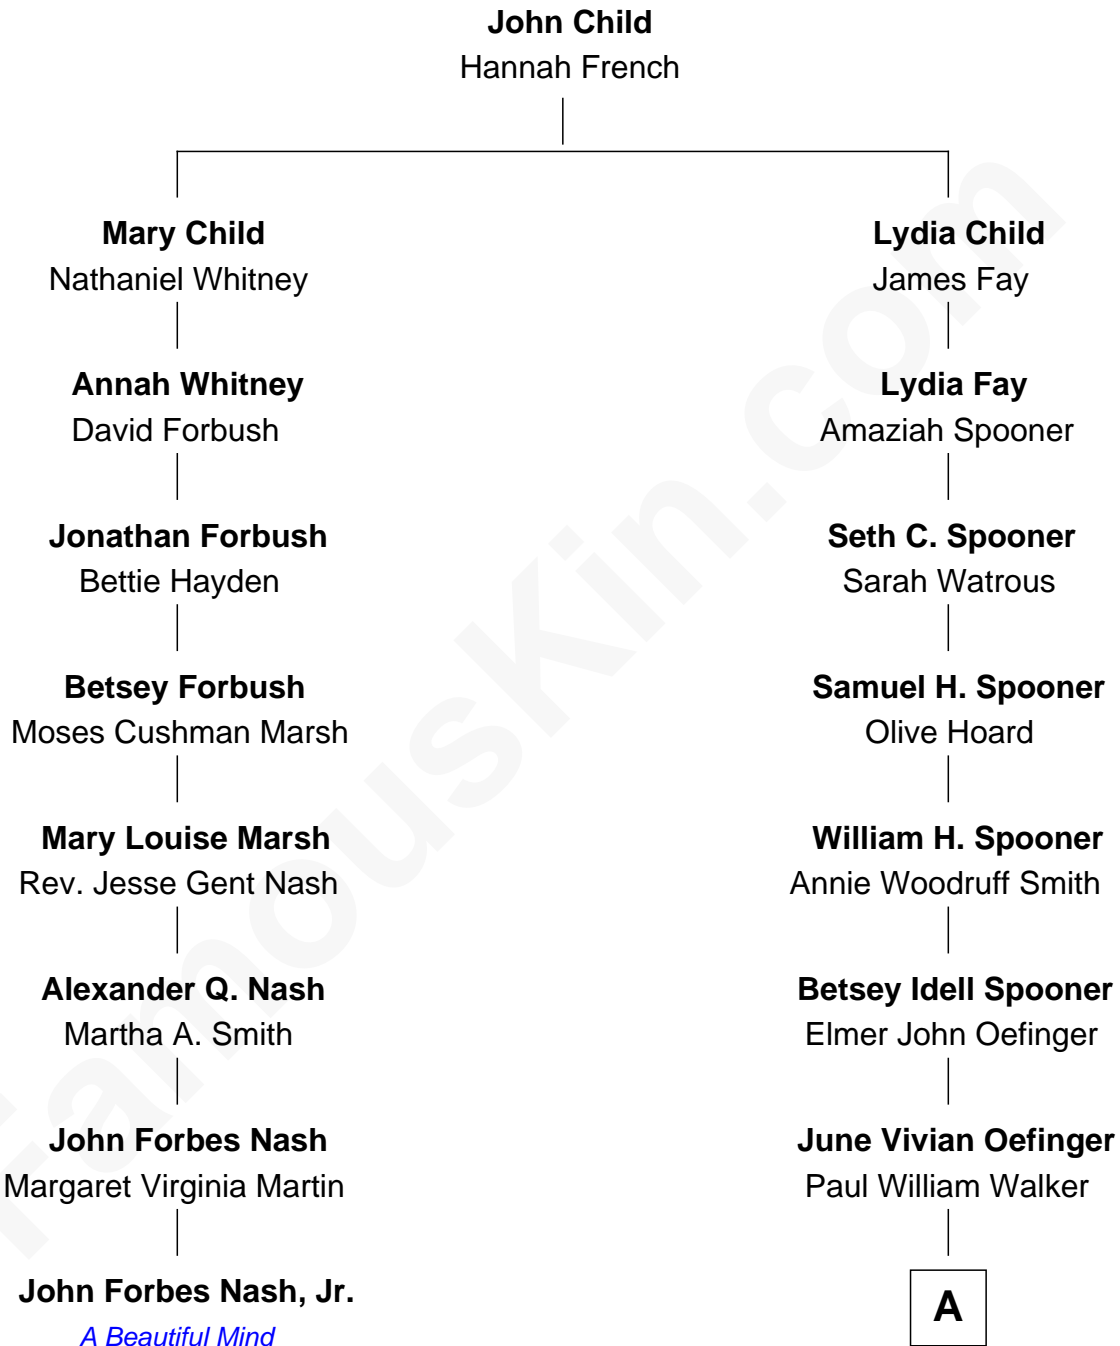 John Child
Hannah French
Mary Child
Nathaniel Whitney
Annah Whitney
David Forbush
Jonathan Forbush
Bettie Hayden
Betsey Forbush
Moses Cushman Marsh
Mary Louise Marsh
Rev. Jesse Gent Nash
Alexander Q. Nash
Martha A. Smith
John Forbes Nash
Margaret Virginia Martin
John Forbes Nash, Jr.
A Beautiful Mind
Lydia Child
James Fay
Lydia Fay
Amaziah Spooner
Seth C. Spooner
Sarah Watrous
Samuel H. Spooner
Olive Hoard
William H. Spooner
Annie Woodruff Smith
Betsey Idell Spooner
Elmer John Oefinger
June Vivian Oefinger
Paul William Walker
A
FamousKin.com